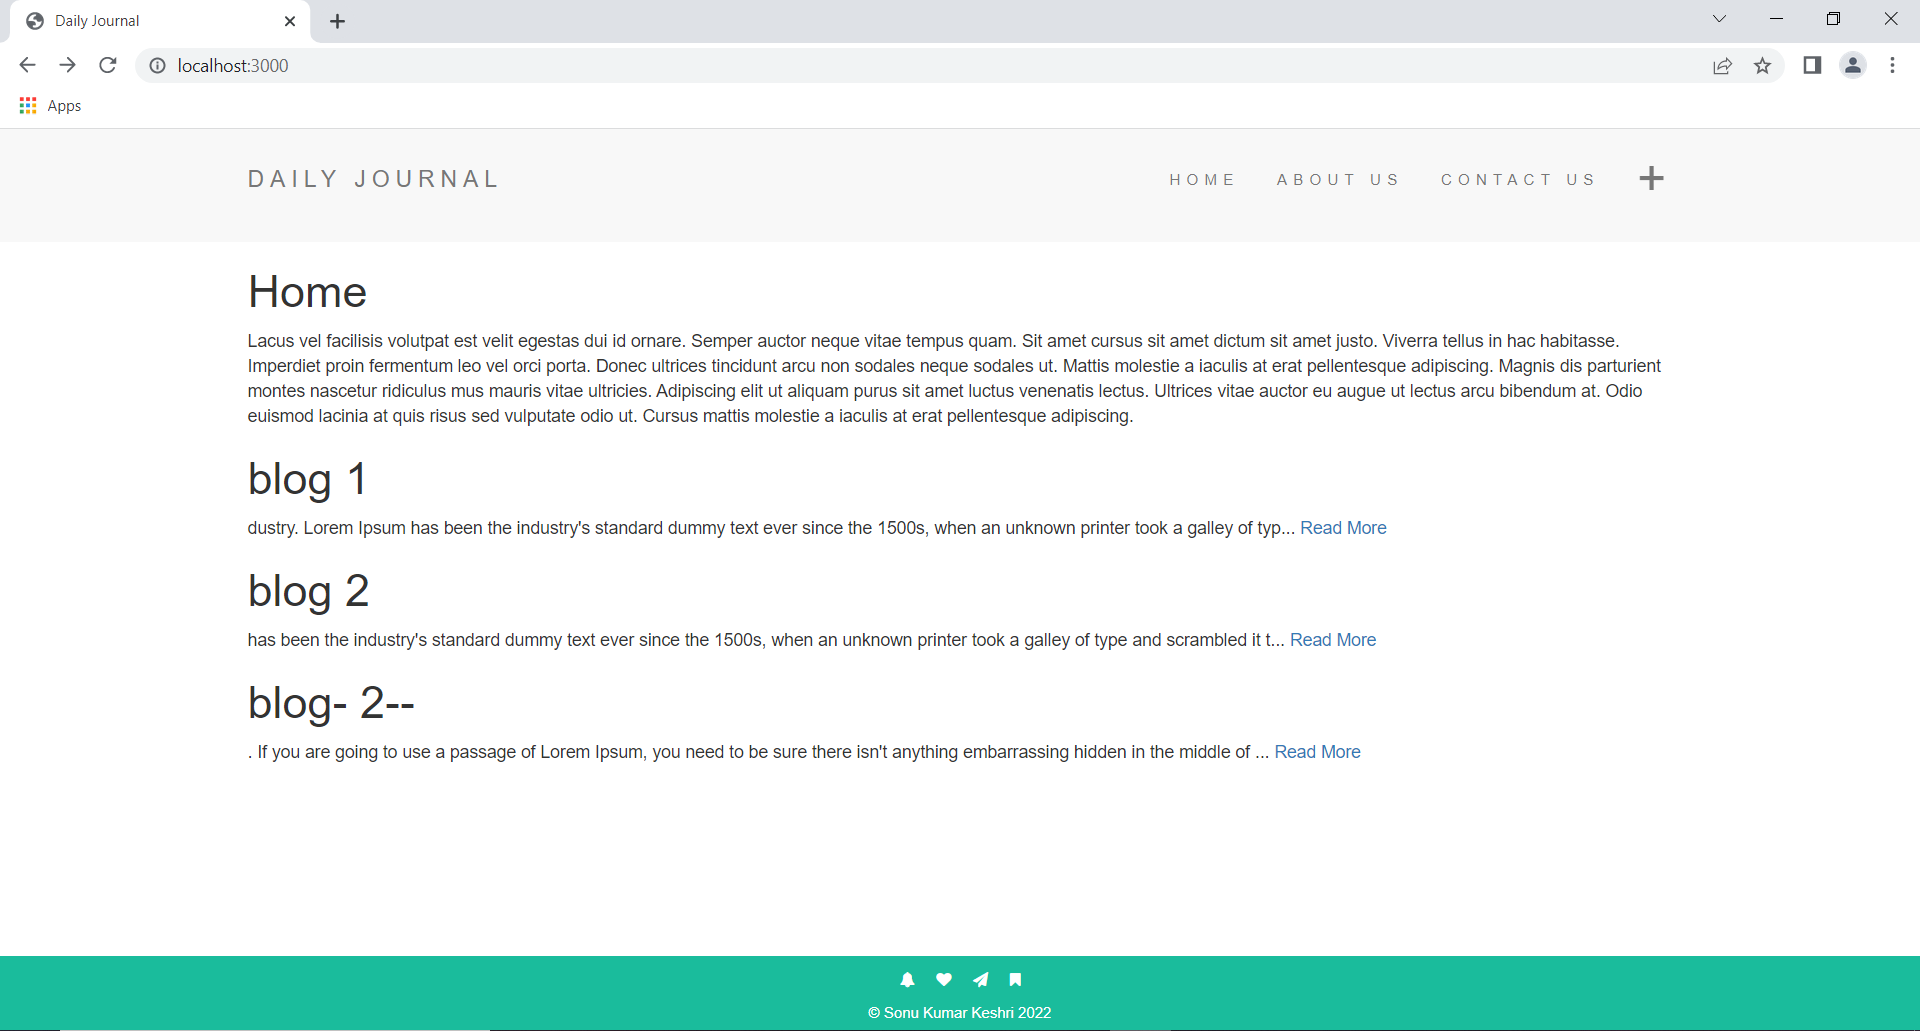 Daily Journal
localhost:3000
Apps
DAILY JOURNAL
HOME ABOUT US CONTACT US
Home
Lacus vel facilisis volutpat est velit egestas dui id ornare. Semper auctor neque vitae tempus quam. Sit amet cursus sit amet dictum sit amet justo. Viverra tellus in hac habitasse.
Imperdiet proin fermentum leo vel orci porta. Donec ultrices tincidunt arcu non sodales neque sodales ut. Mattis molestie a iaculis at erat pellentesque adipiscing. Magnis dis parturient
montes nascetur ridiculus mus mauris vitae ultricies. Adipiscing elit ut aliquam purus sit amet luctus venenatis lectus. Ultrices vitae auctor eu augue ut lectus arcu bibendum at. Odio
euismod lacinia at quis risus sed vulputate odio ut. Cursus mattis molestie a iaculis at erat pellentesque adipiscing.
blog 1
dustry. Lorem Ipsum has been the industry's standard dummy text ever since the 1500s, when an unknown printer took a galley of typ... Read More
blog 2
has been the industry's standard dummy text ever since the 1500s, when an unknown printer took a galley of type and scrambled it t... Read More
blog- 2--
. If you are going to use a passage of Lorem Ipsum, you need to be sure there isn't anything embarrassing hidden in the middle of ... Read More
© Sonu Kumar Keshri 2022